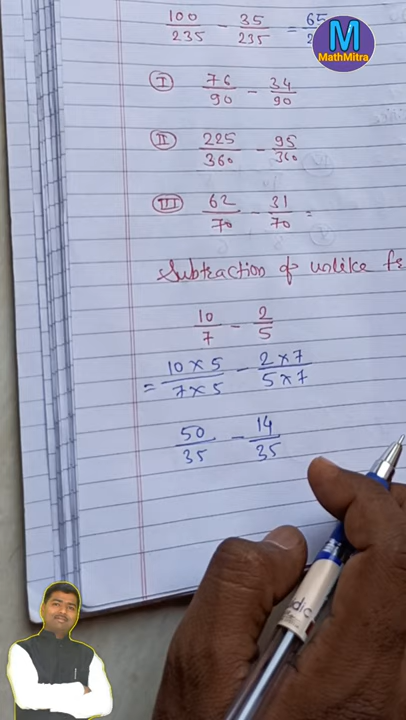 100/235 - 35/235 = 65/2
M
MathMitra
I 76/90 - 34/90
II 225/360 - 95/360
III 62/70 - 31/70 =
Subtraction of unlike
10/7 - 2/5
= 10×5/7×5 - 2×7/5×7
50/35 - 14/35